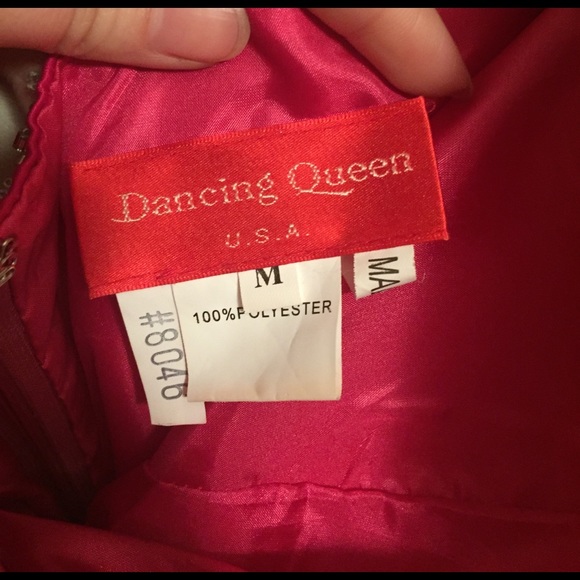 Dancing Queen
U.S.A.
M
100%POLYESTER
#8046
MA